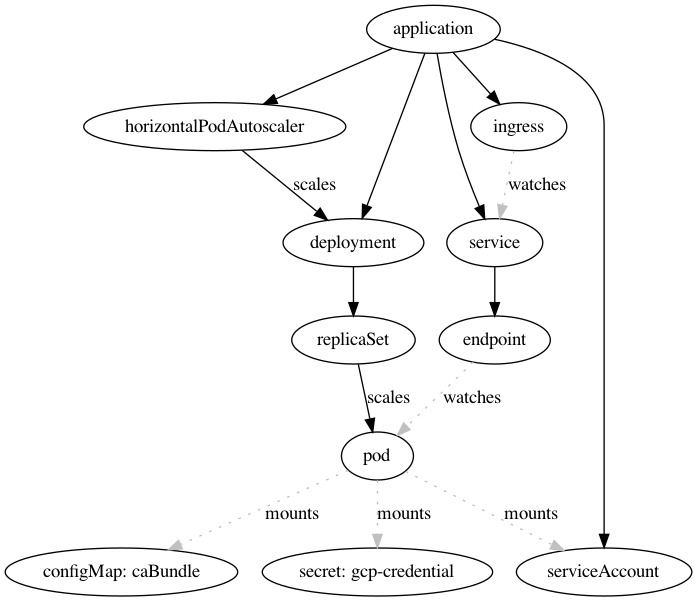 application
horizontalPodAutoscaler
ingress
scales
watches
deployment
service
replicaSet
endpoint
scales
watches
pod
mounts
mounts
mounts
configMap: caBundle
secret: gcp-credential
serviceAccount